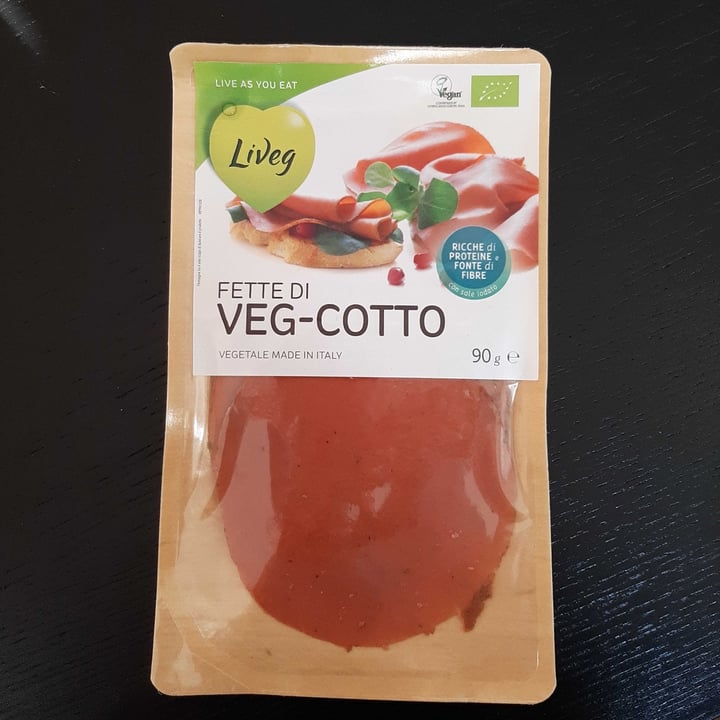 LIVE AS YOU EAT
Vegan
Liveg
RICCHE di
PROTEINE e
FONTE di
FIBRE
con sale iodato
FETTE DI
VEG-COTTO
VEGETALE MADE IN ITALY
90 g ℮